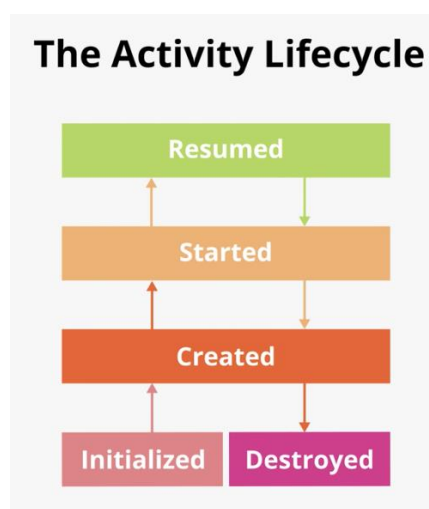 The Activity Lifecycle
Resumed
Started
Created
Initialized Destroyed